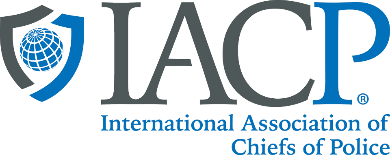 IACP®
International Association of
Chiefs of Police